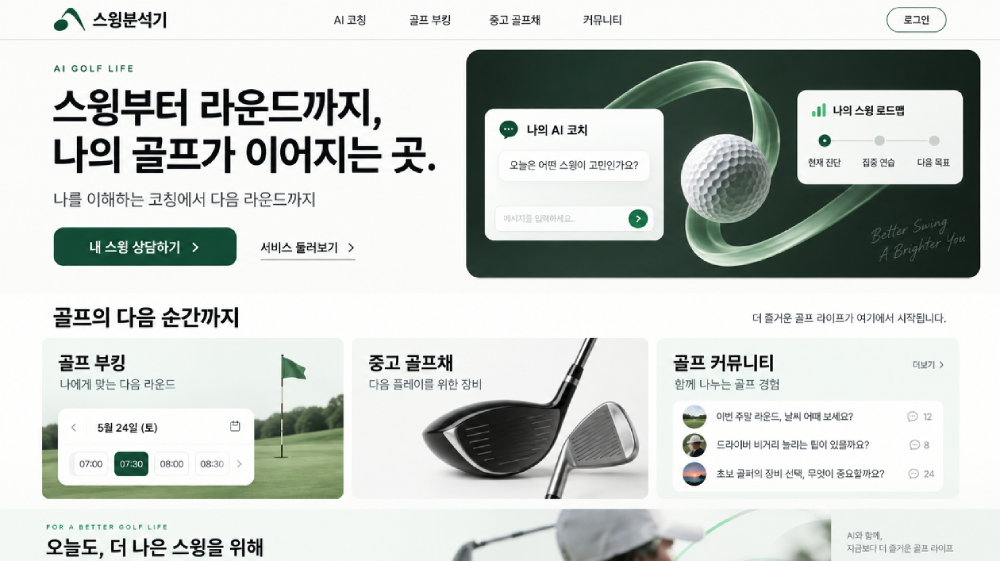 스윙분석기
AI 코칭
골프 부킹
중고 골프채
커뮤니티
로그인
AI GOLF LIFE
스윙부터 라운드까지,
나의 골프가 이어지는 곳.
나를 이해하는 코칭에서 다음 라운드까지
내 스윙 상담하기
서비스 둘러보기
나의 AI 코치
오늘은 어떤 스윙이 고민인가요?
메시지를 입력하세요..
나의 스윙 로드맵
현재 진단
집중 연습
다음 목표
Better Swing
A Brighter You
골프의 다음 순간까지
더 즐거운 골프 라이프가 여기에서 시작됩니다.
골프 부킹
나에게 맞는 다음 라운드
5월 24일 (토)
07:00
07:30
08:00
08:30
중고 골프채
다음 플레이를 위한 장비
골프 커뮤니티
더보기
함께 나누는 골프 경험
이번 주말 라운드, 날씨 어때 보세요?
12
드라이버 비거리 늘리는 팁이 있을까요?
8
초보 골퍼의 장비 선택, 무엇이 중요할까요?
24
FOR A BETTER GOLF LIFE
오늘도, 더 나은 스윙을 위해
AI와 함께,
지금보다 더 즐거운 골프 라이프